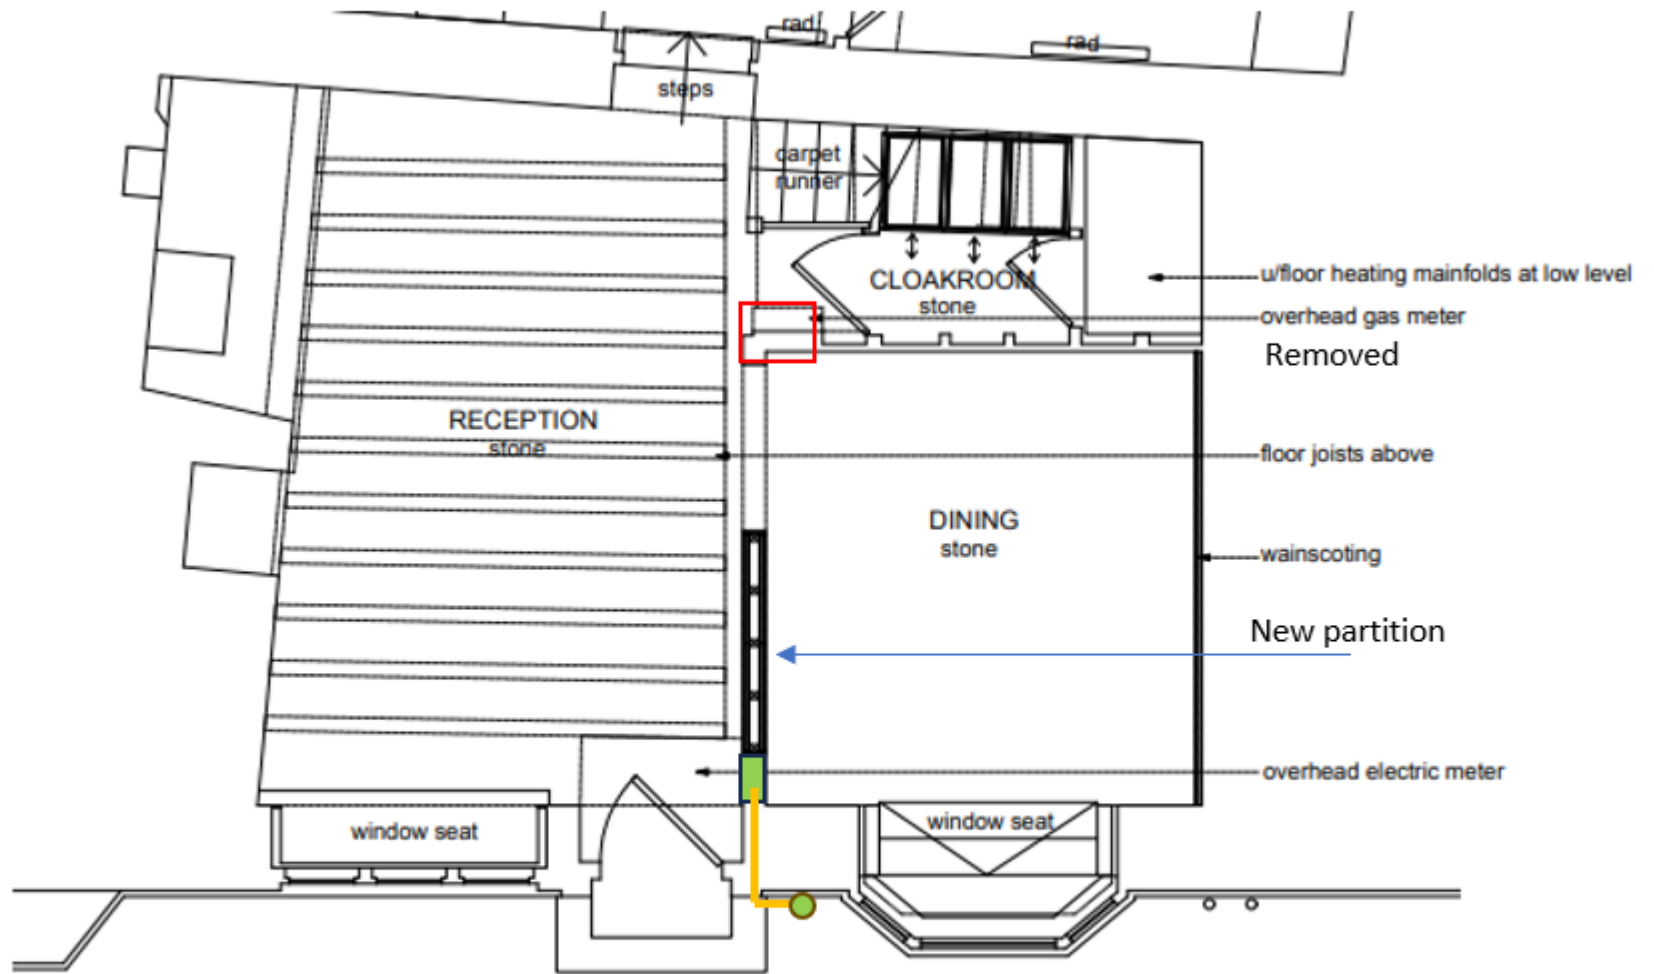 rad
rad
steps
carpet
runner
CLOAKROOM
stone
u/floor heating mainfolds at low level
overhead gas meter
Removed
RECEPTION
stone
floor joists above
DINING
stone
wainscoting
New partition
overhead electric meter
window seat
window seat